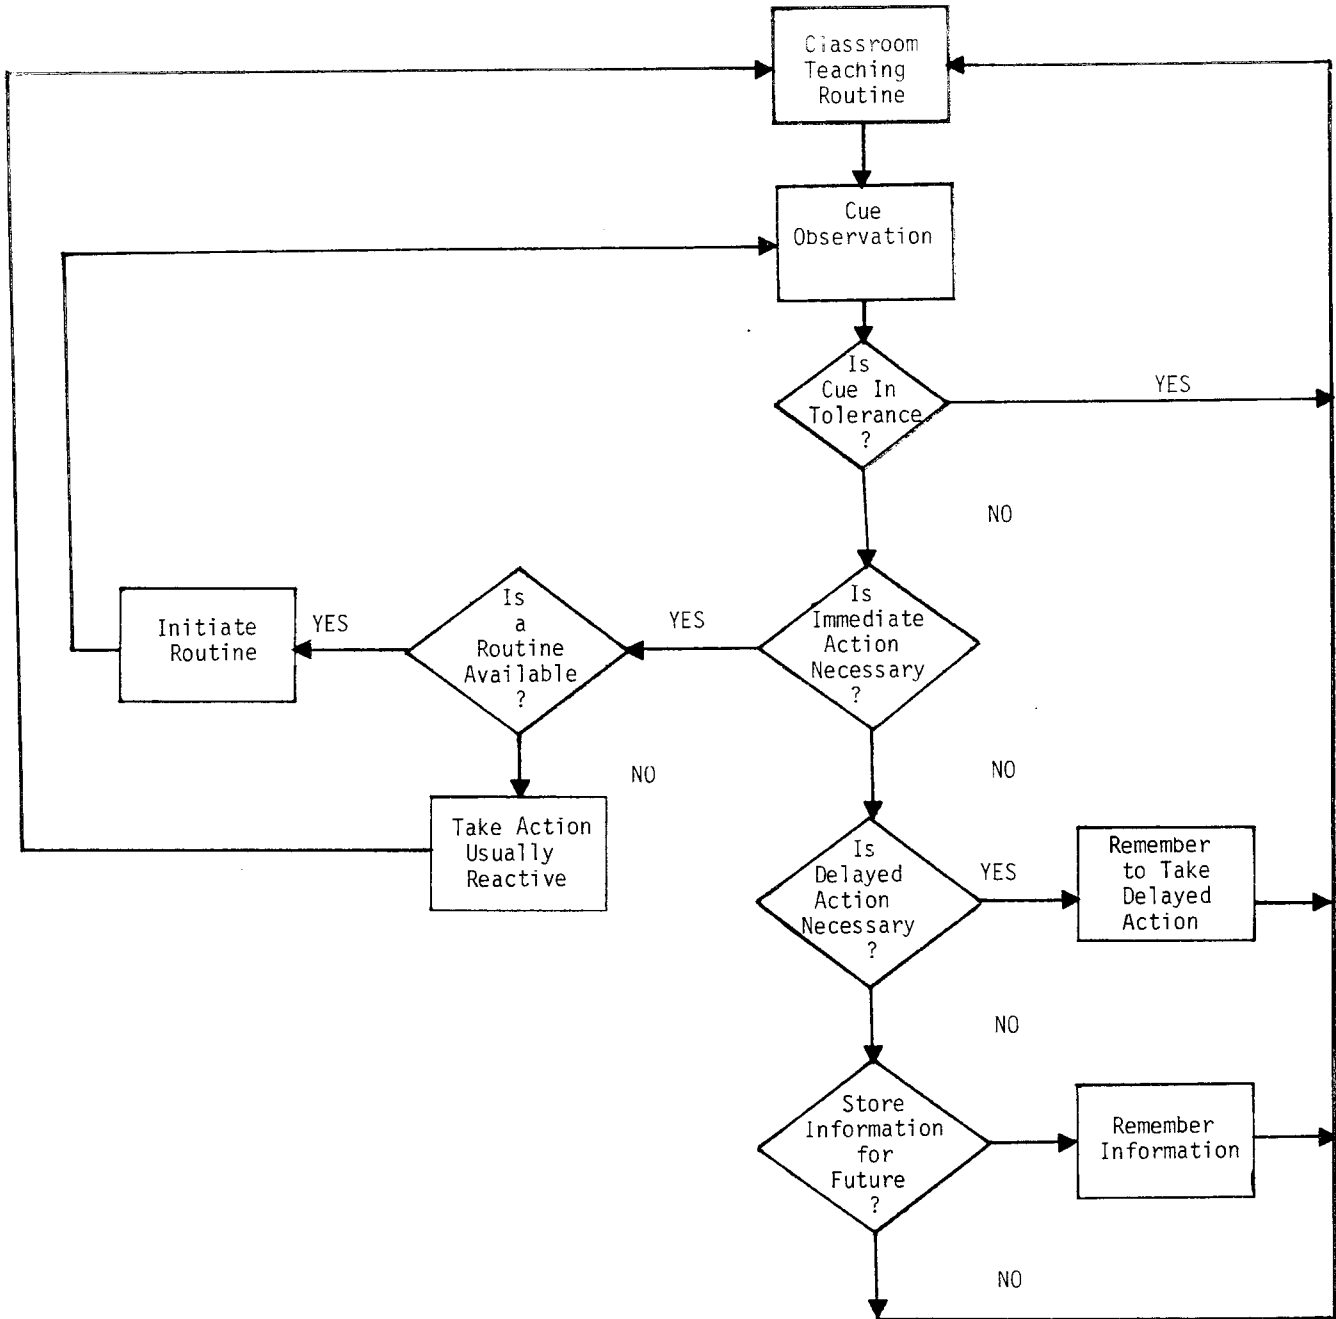 Classroom
Teaching
Routine
Cue
Observation
Is
Cue In
Tolerance
?
YES
NO
Is
Immediate
Action
Necessary
?
YES
Is
a
Routine
Available
?
YES
Initiate
Routine
NO
Take Action
Usually
Reactive
NO
Is
Delayed
Action
Necessary
?
YES
Remember
to Take
Delayed
Action
NO
Store
Information
for
Future
?
Remember
Information
NO